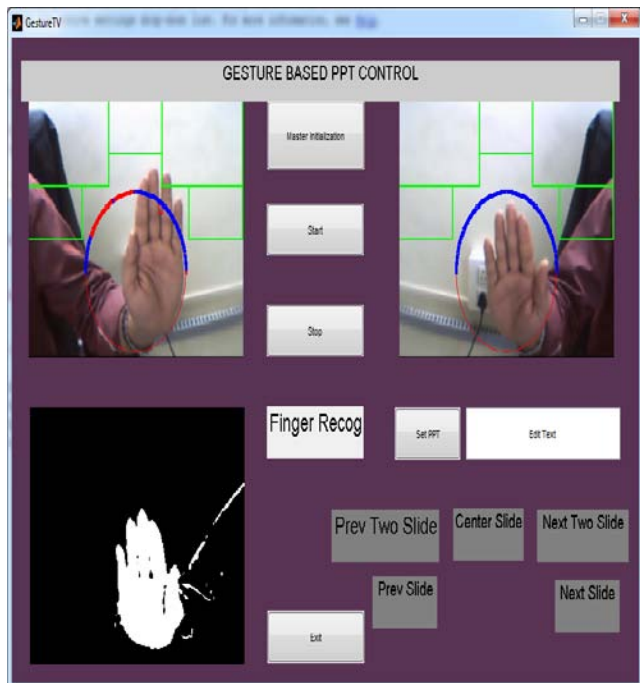 GestureTV
GESTURE BASED PPT CONTROL
Master Initialization
Start
Stop
Finger Recog
Set PPT
Edit Text
Prev Two Slide
Center Slide
Next Two Slide
Prev Slide
Next Slide
Exit